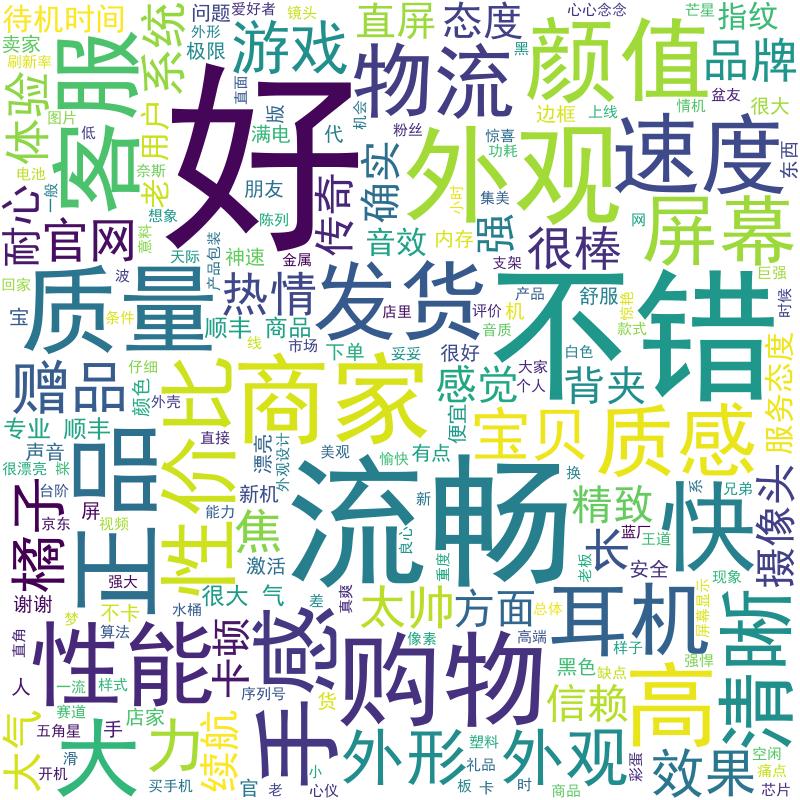 待机时间
卖家
刷新率
系统
问题
外形
极限
爱好者
镜头
游戏
直屏
态度
心心念念
芒星
指纹
颜值
品牌
体验
客服
图片
低
用户
老
奈斯
满电
版
直面
代
机会
粉丝
物流
黑
惊喜
功耗
边框
上线
情机
盆友
很大
东西
速度
电池
一般
想象
朋友
好
外观
确实
小时
集美
屏幕
耐心
官网
意料
天际
产品包装
神速
陈列
金属
传奇
音效
内存
强
支架
很棒
网
巨强
时候
回家
质量
波
热情
发货
店里
评价
产品
音质
机
舒服
惊艳
款式
不错
宝
条件
顺丰
商品
线
市场
下单
妥妥
很好
大家
个人
白色
背夹
赠品
仔细
颜色
外壳
性价比
商家
感觉
便宜
宝贝
质感
服务态度
专业
顺丰
声音
很漂亮
台阶
正品
直接
漂亮
外观设计
美观
愉快
有点
换
系
兄弟
摄像头
橘子
京东
屏
视频
新机
能力
焦
激活
流畅
良心
新
重度
精致
老板
长
蓝厂
王道
安全
快
现象
谢谢
强大
梦
不卡
算法
水桶
很大
气
差
真爽
太帅
方面
总体
耳机
屏幕显示
清晰
直角
人
性能
卡顿
手感
像素
购物
高端
样子
黑色
缺点
强悍
信赖
高
一流
样式
赛道
五角星
手
店家
序列号
货
大气
滑
开机
大
力
买手机
续航
官
老
小
心仪
外形
塑料
礼品
板
卡
外观
时
商品
彩蛋
效果
空闲
痛点
芯片